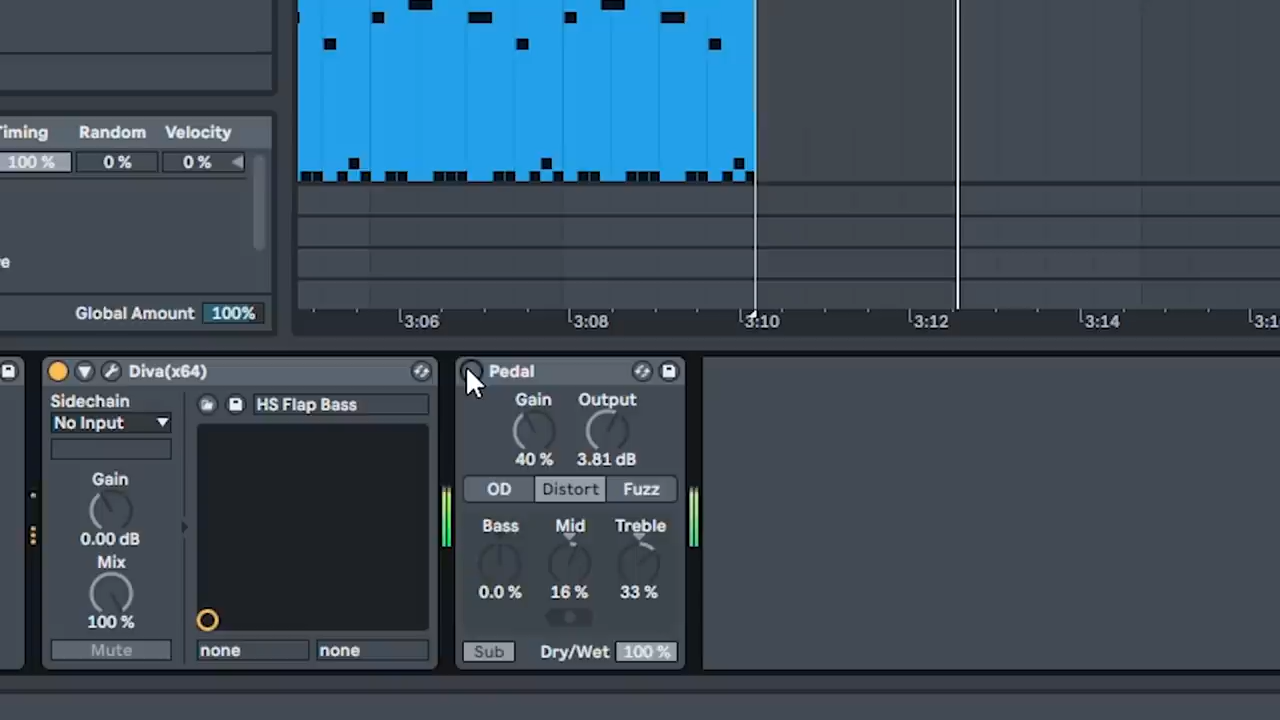 Timing Random Velocity
100 % 0 % 0 %
Global Amount 100%
3:06 3:08 3:10 3:12 3:14
Diva(x64)
Sidechain
No Input
HS Flap Bass
Gain
0.00 dB
Mix
100 %
Mute
none none
Pedal
Gain Output
40 % 3.81 dB
OD Distort Fuzz
Bass Mid Treble
0.0 % 16 % 33 %
Sub Dry/Wet 100 %